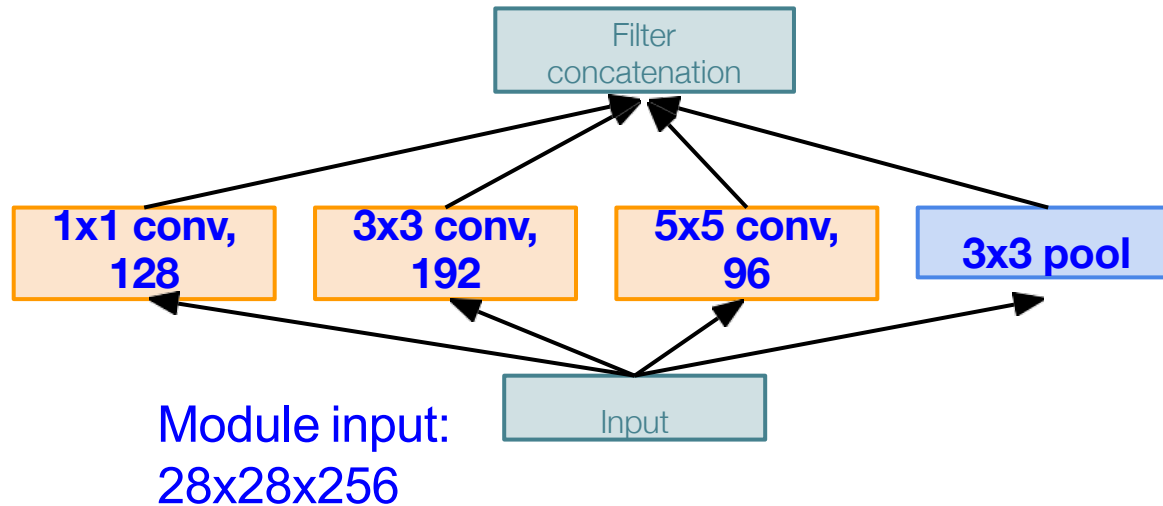 Filter
concatenation
1x1 conv,
128
3x3 conv,
192
5x5 conv,
96
3x3 pool
Input
Module input:
28x28x256